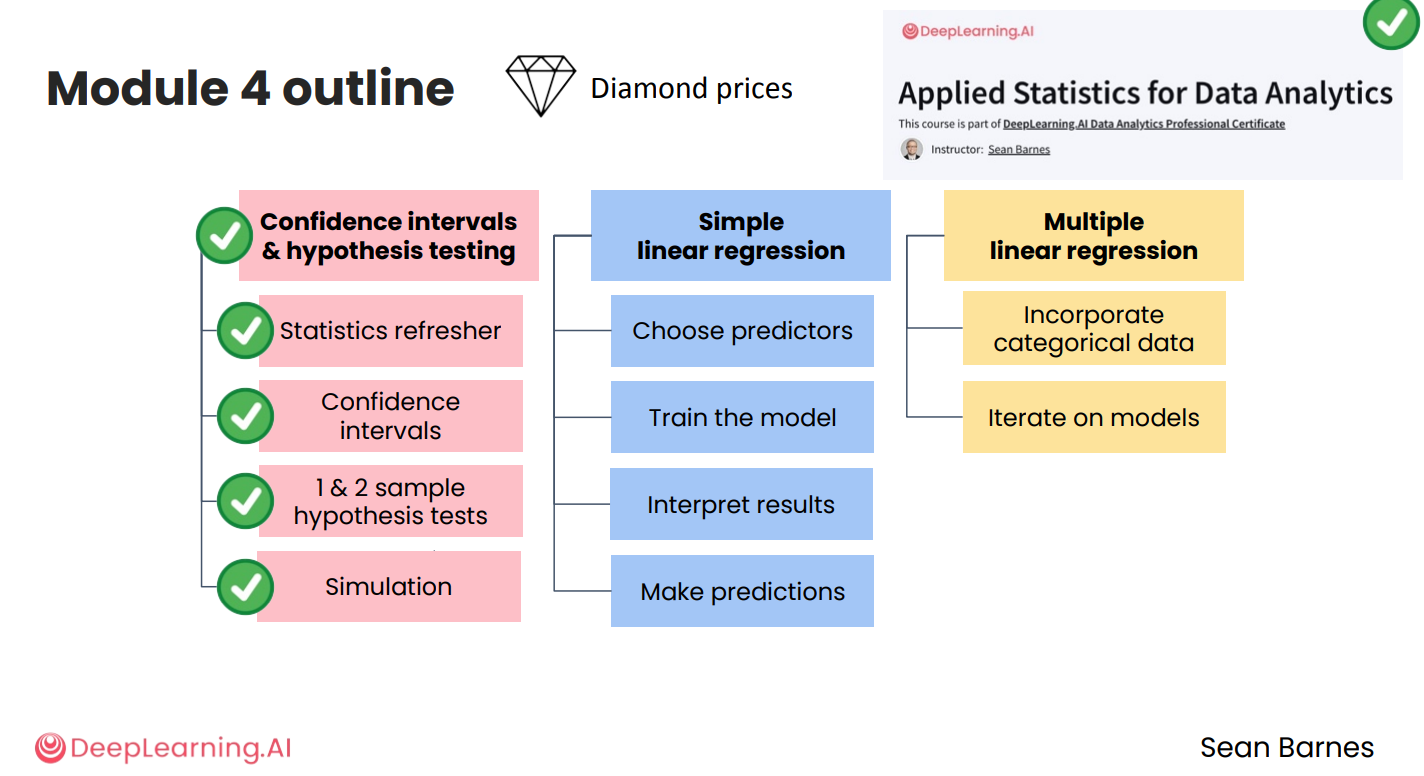 Module 4 outline
Diamond prices
DeepLearning.AI
Applied Statistics for Data Analytics
This course is part of DeepLearning.AI Data Analytics Professional Certificate
Instructor: Sean Barnes
Confidence intervals
& hypothesis testing
Statistics refresher
Confidence
intervals
1 & 2 sample
hypothesis tests
Simulation
Simple
linear regression
Choose predictors
Train the model
Interpret results
Make predictions
Multiple
linear regression
Incorporate
categorical data
Iterate on models
DeepLearning.AI
Sean Barnes